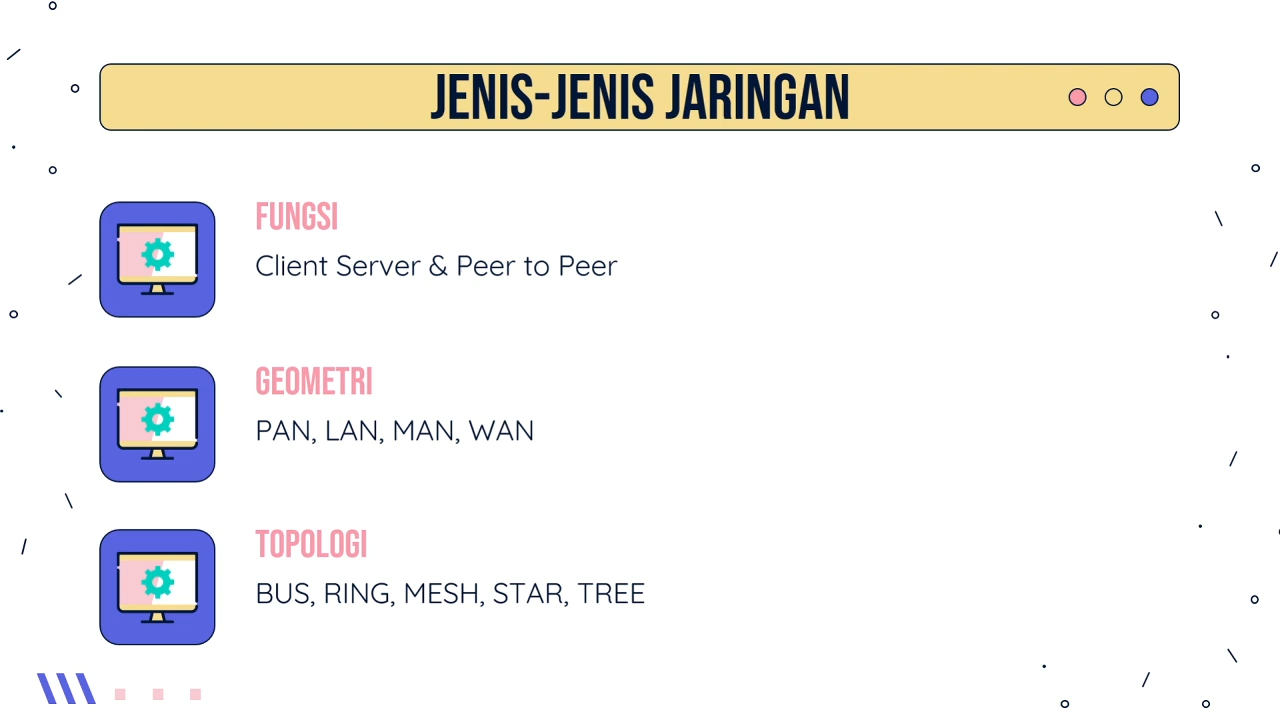 JENIS-JENIS JARINGAN
FUNGSI
Client Server & Peer to Peer
GEOMETRI
PAN, LAN, MAN, WAN
TOPOLOGI
BUS, RING, MESH, STAR, TREE